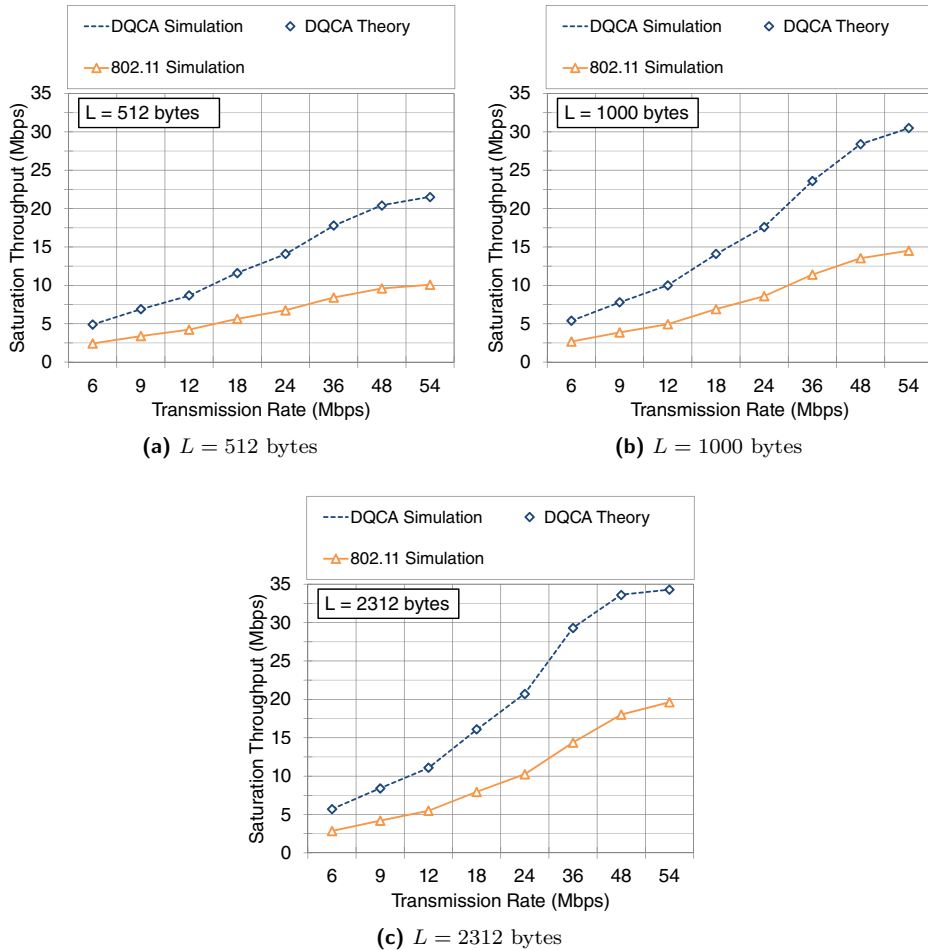 DQCA Simulation
DQCA Theory
802.11 Simulation
L = 512 bytes
Saturation Throughput (Mbps)
35
30
25
20
15
10
5
0
6 9 12 18 24 36 48 54
Transmission Rate (Mbps)
(a) L = 512 bytes
DQCA Simulation
DQCA Theory
802.11 Simulation
L = 1000 bytes
Saturation Throughput (Mbps)
35
30
25
20
15
10
5
0
6 9 12 18 24 36 48 54
Transmission Rate (Mbps)
(b) L = 1000 bytes
DQCA Simulation
DQCA Theory
802.11 Simulation
L = 2312 bytes
Saturation Throughput (Mbps)
35
30
25
20
15
10
5
0
6 9 12 18 24 36 48 54
Transmission Rate (Mbps)
(c) L = 2312 bytes